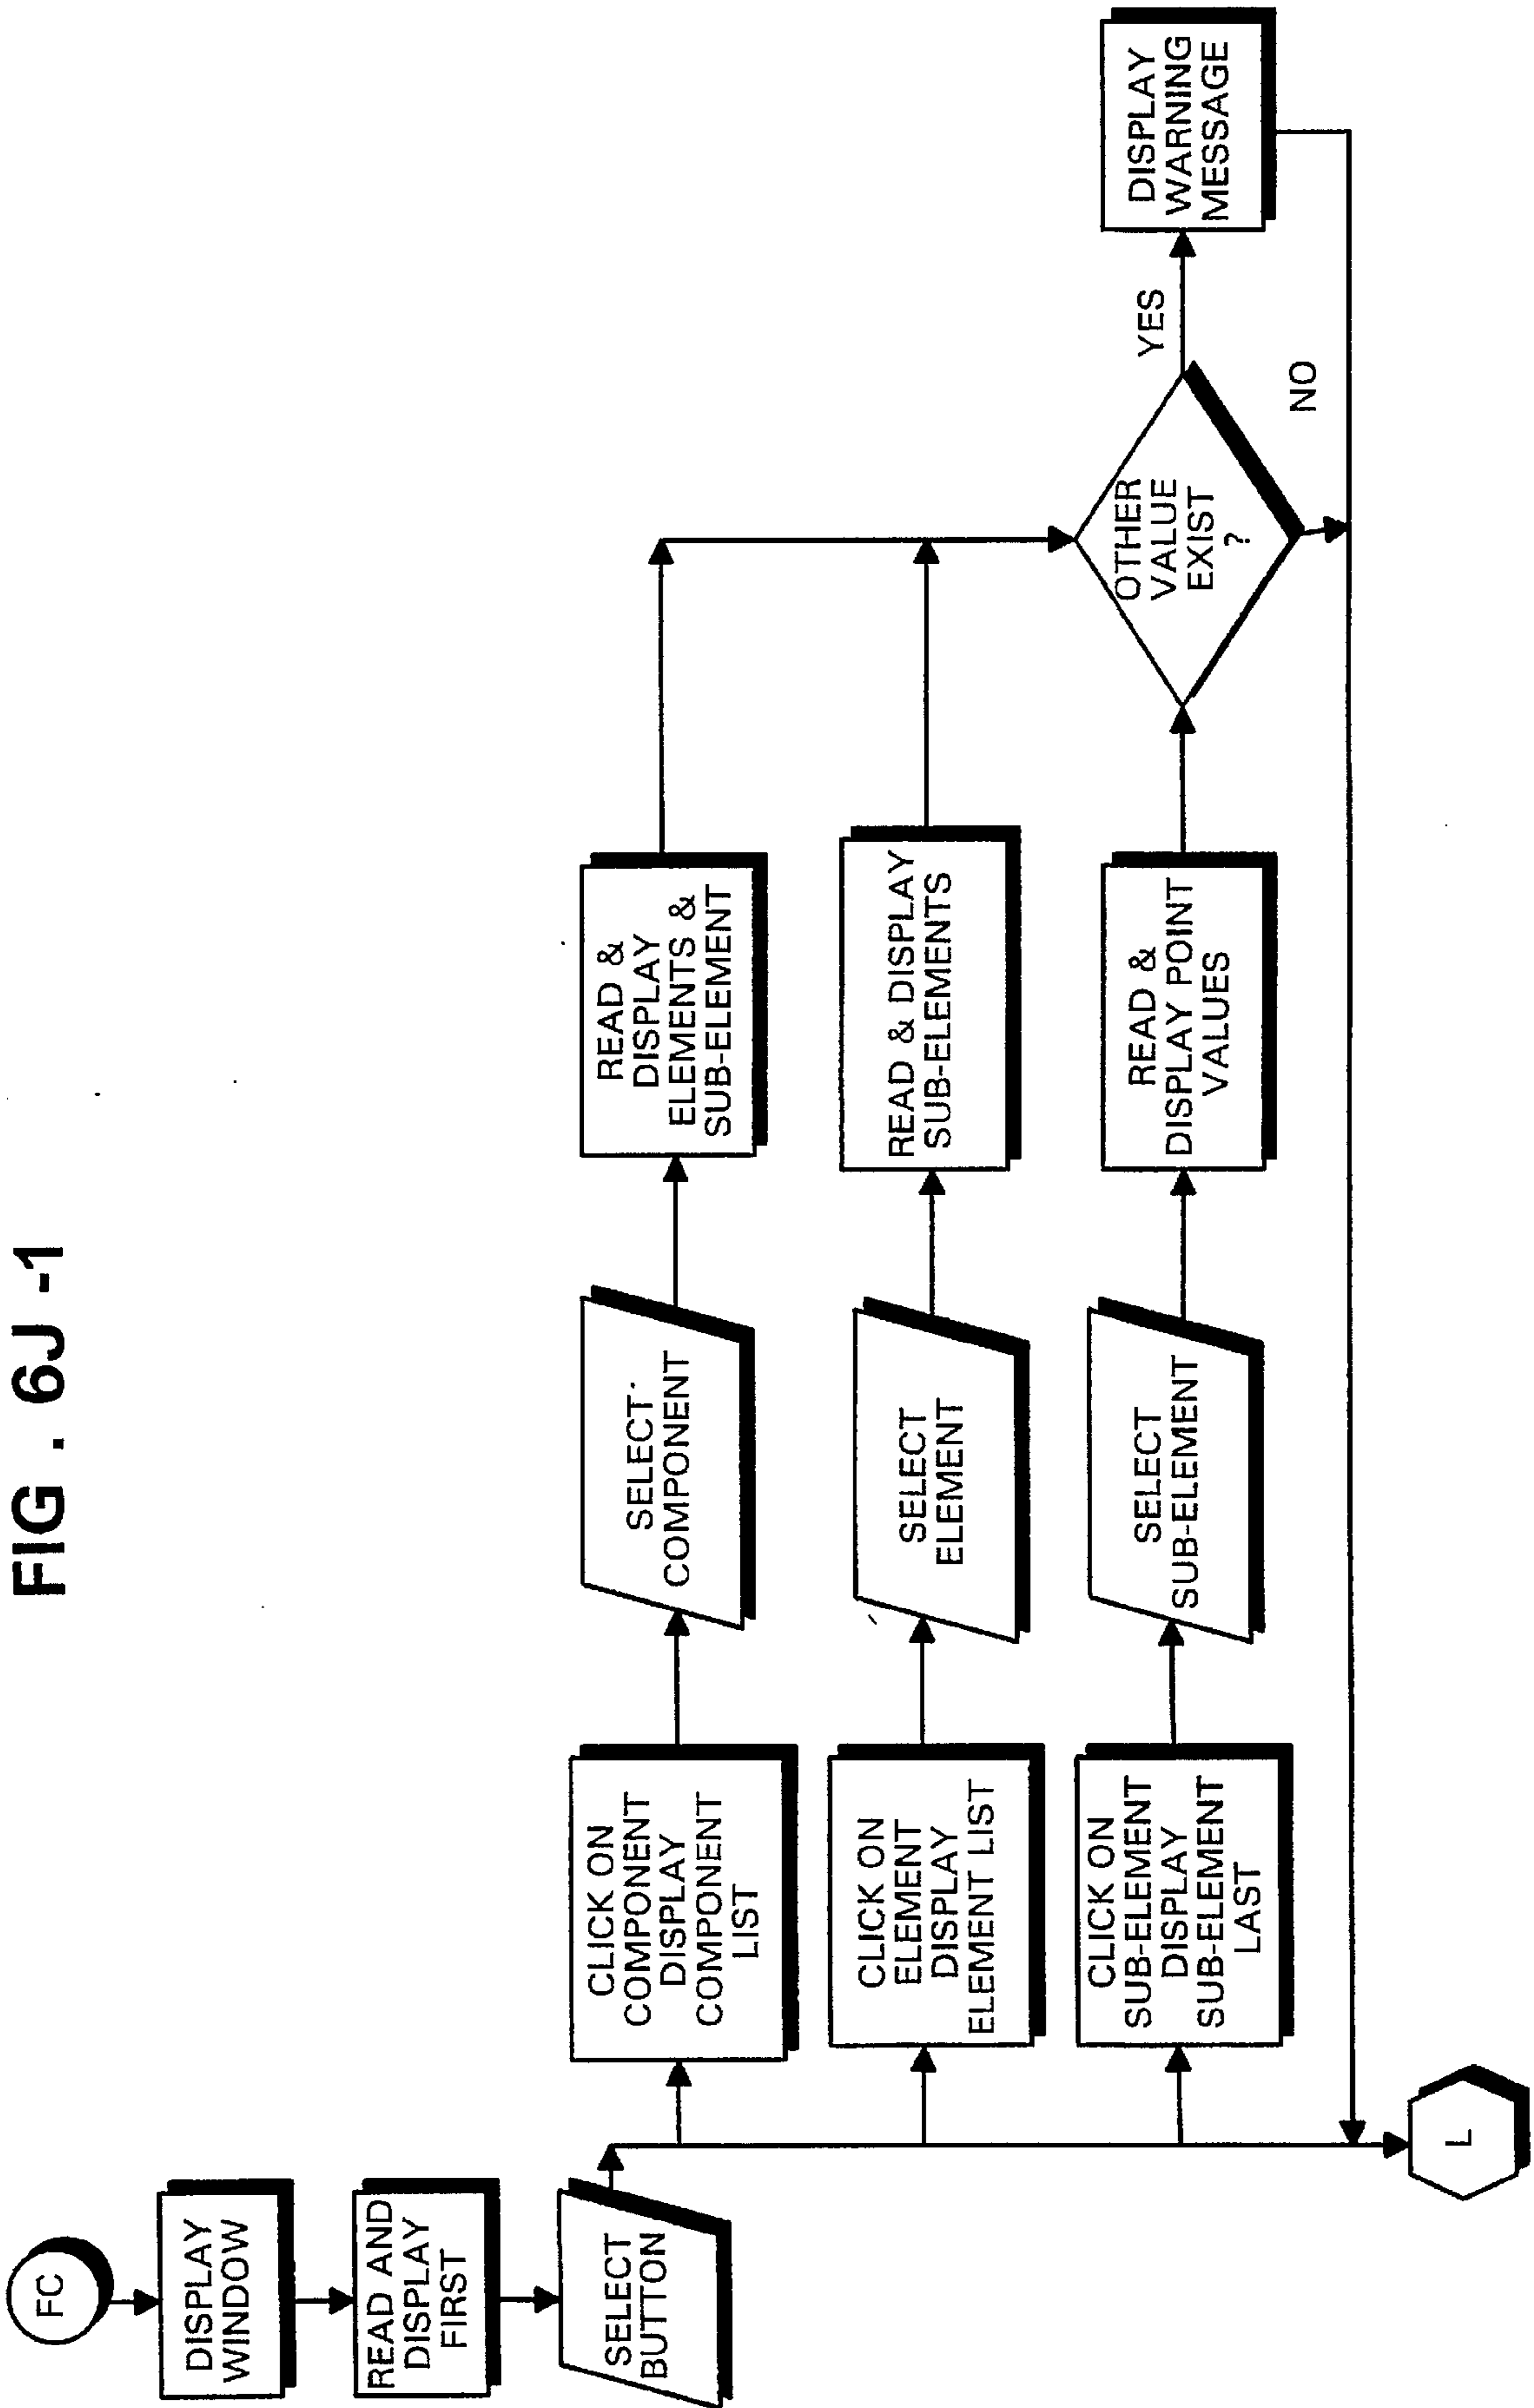 FIG . 6J -1
FC
DISPLAY
WINDOW
READ AND
DISPLAY
FIRST
SELECT
BUTTON
CLICK ON
COMPONENT
DISPLAY
COMPONENT
LIST
SELECT
COMPONENT
READ &
DISPLAY
ELEMENTS &
SUB-ELEMENT
CLICK ON
ELEMENT
DISPLAY
ELEMENT LIST
SELECT
ELEMENT
READ & DISPLAY
SUB-ELEMENTS
CLICK ON
SUB-ELEMENT
DISPLAY
SUB-ELEMENT
LAST
SELECT
SUB-ELEMENT
READ &
DISPLAY POINT
VALUES
OTHER
VALUE
EXIST
?
YES
DISPLAY
WARNING
MESSAGE
NO
L